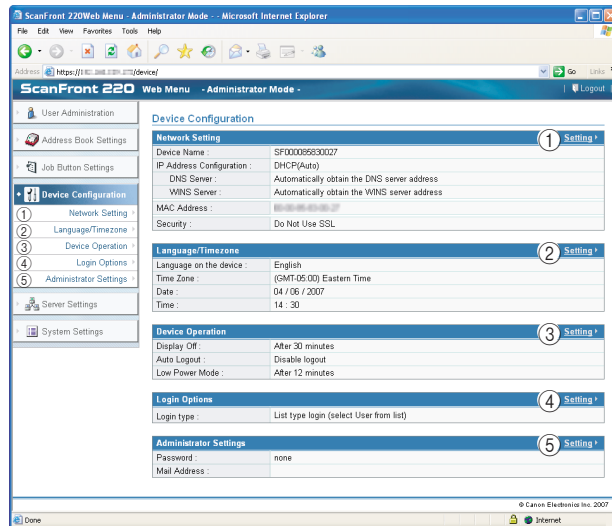 ScanFront 220Web Menu - Administrator Mode - - Microsoft Internet Explorer
File Edit View Favorites Tools Help
Address https:// /device/ Go Links
ScanFront 220 Web Menu - Administrator Mode - Logout
User Administration
Address Book Settings
Job Button Settings
Device Configuration
1 Network Setting
2 Language/Timezone
3 Device Operation
4 Login Options
5 Administrator Settings
Server Settings
System Settings
Device Configuration
Network Setting 1 Setting
Device Name : SF000085830027
IP Address Configuration : DHCP(Auto)
DNS Server : Automatically obtain the DNS server address
WINS Server : Automatically obtain the WINS server address
MAC Address :
Security : Do Not Use SSL
Language/Timezone 2 Setting
Language on the device : English
Time Zone : (GMT-05:00) Eastern Time
Date : 04 / 06 / 2007
Time : 14 : 30
Device Operation 3 Setting
Display Off : After 30 minutes
Auto Logout : Disable logout
Low Power Mode : After 12 minutes
Login Options 4 Setting
Login type : List type login (select User from list)
Administrator Settings 5 Setting
Password : none
Mail Address :
© Canon Electronics Inc. 2007
Done Internet